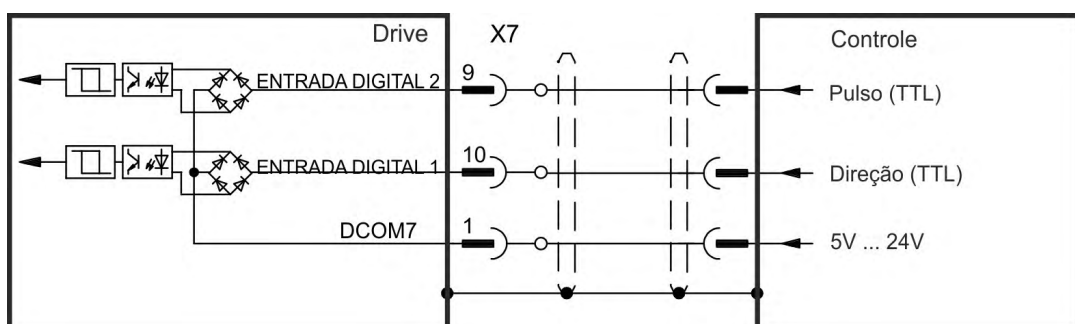 Drive
X7
Controle
ENTRADA DIGITAL 2
9
Pulso (TTL)
ENTRADA DIGITAL 1
10
Direção (TTL)
DCOM7
1
5V ... 24V